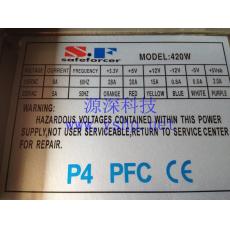 S.F
safeforcer
MODEL:420W
VOLTAGE CURRENT FREQUENCY +3.3V +5V +12V -12V -5V +5Vsb
115VAC 8A 60HZ 28A 30A 15A 0.8A 0.5A 2.0A
230VAC 5A 50HZ ORANGE RED YELLOW BLUE WHITE PURPLE
WARNING:
HAZARDOUS VOLTAGES CONTAINED WITHIN THIS POWER
SUPPLY,NOT USER SERVICEABLE,RETURN TO SERVICE CENTER
FOR REPAIR.
源深科技
P4 PFC CE